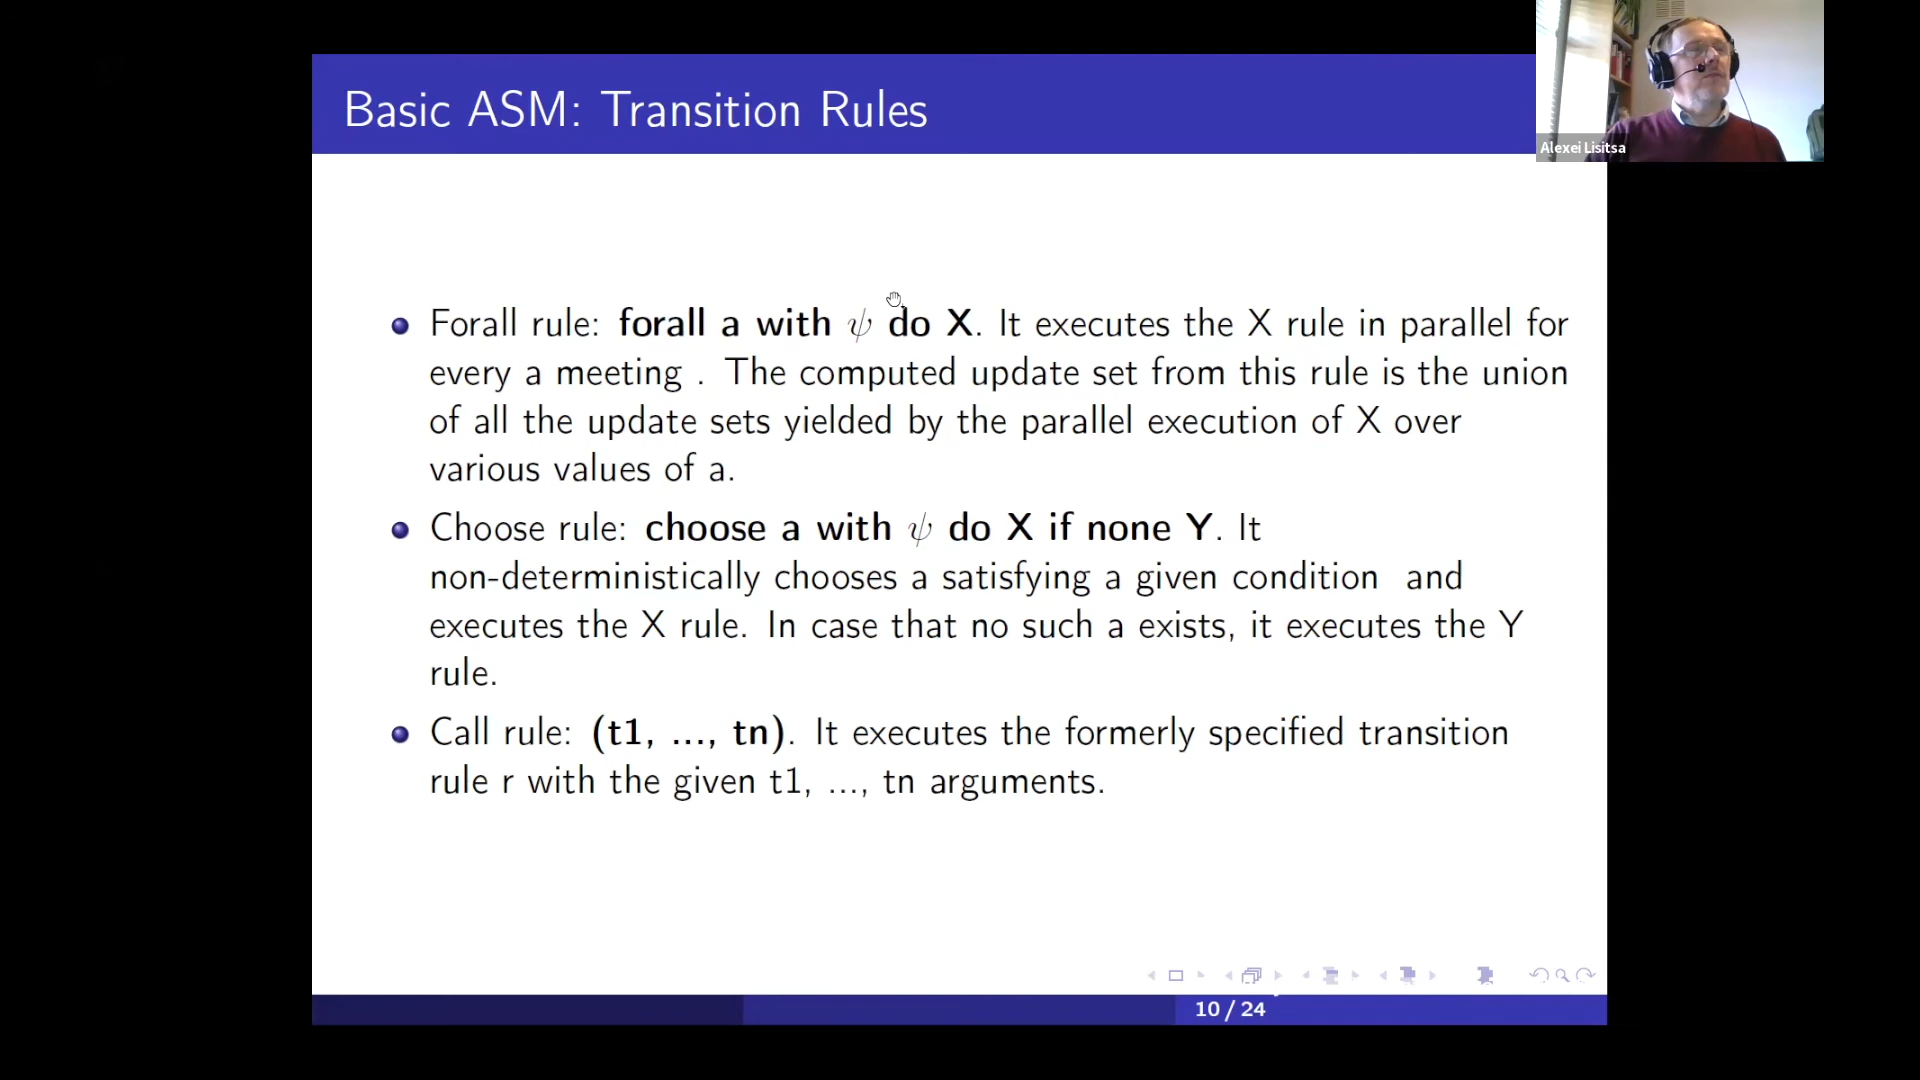 Basic ASM: Transition Rules
Alexei Lisitsa
Forall rule: forall a with ψ do X. It executes the X rule in parallel for
every a meeting . The computed update set from this rule is the union
of all the update sets yielded by the parallel execution of X over
various values of a.
Choose rule: choose a with ψ do X if none Y. It
non-deterministically chooses a satisfying a given condition and
executes the X rule. In case that no such a exists, it executes the Y
rule.
Call rule: (t1, ..., tn). It executes the formerly specified transition
rule r with the given t1, ..., tn arguments.
10 / 24